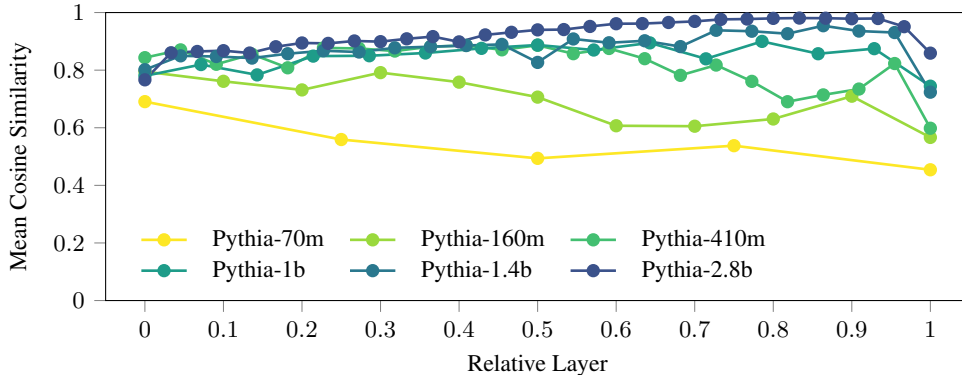 1
0.8
0.6
0.4
0.2
0
Mean Cosine Similarity
Pythia-70m Pythia-160m Pythia-410m
Pythia-1b Pythia-1.4b Pythia-2.8b
0 0.1 0.2 0.3 0.4 0.5 0.6 0.7 0.8 0.9 1
Relative Layer